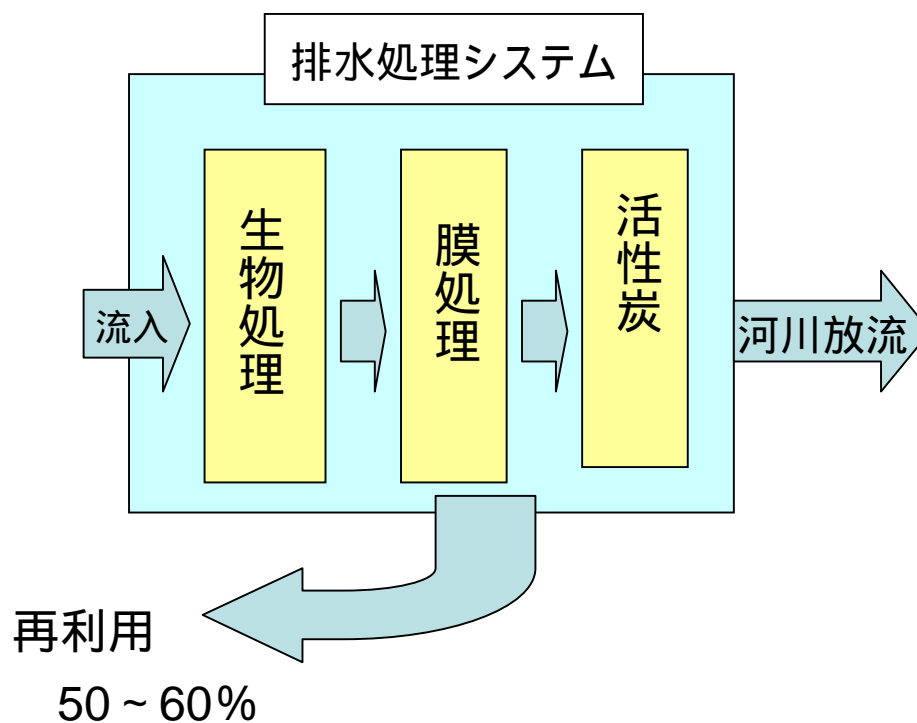 排水処理システム
流入
生物処理
膜処理
活性炭
河川放流
再利用
50~60%